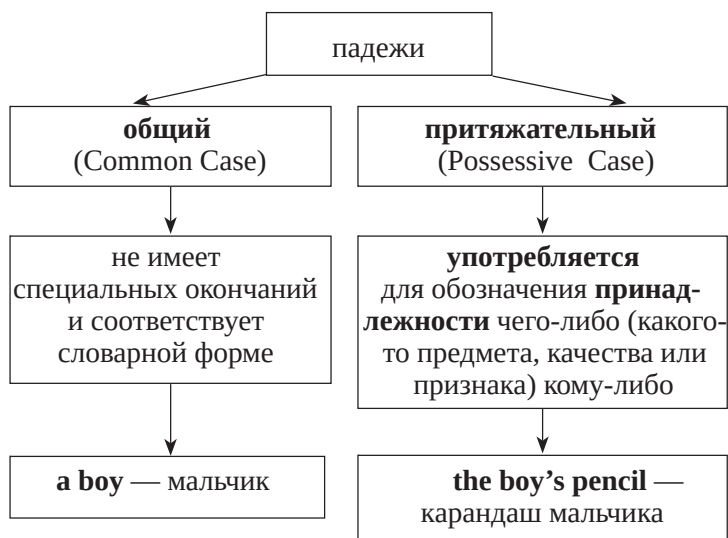 падежи
общий
(Common Case)
притяжательный
(Possessive Case)
не имеет
специальных окончаний
и соответствует
словарной форме
употребляется
для обозначения принад-
лежности чего-либо (какого-
то предмета, качества или
признака) кому-либо
a boy — мальчик
the boy’s pencil —
карандаш мальчика